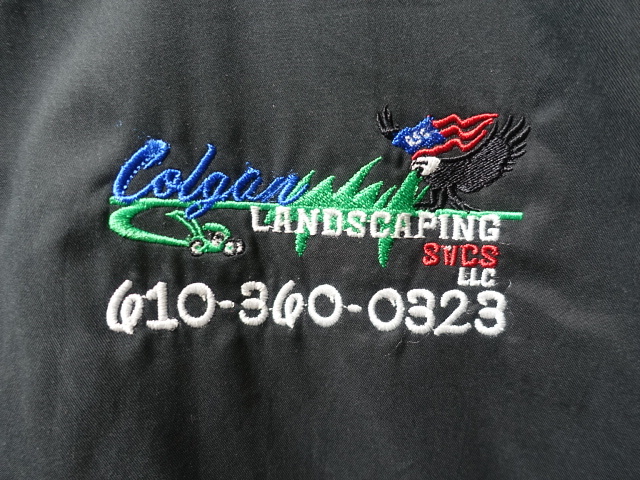 Colgan
LANDSCAPING
SVCS
LLC
610-360-0323